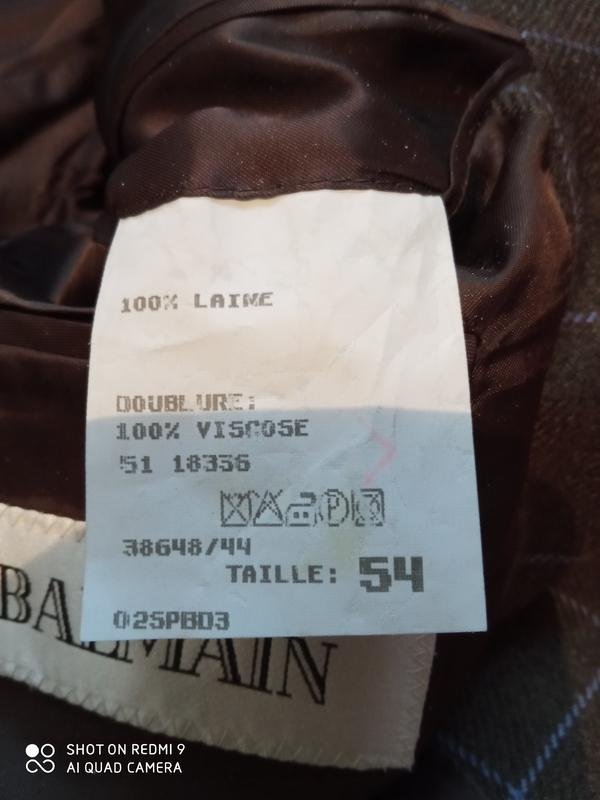 100% LAINE
DOUBLURE:
100% VISCOSE
51 18356
38648/44
TAILLE: 54
025PBD3
BALMAIN
SHOT ON REDMI 9
AI QUAD CAMERA